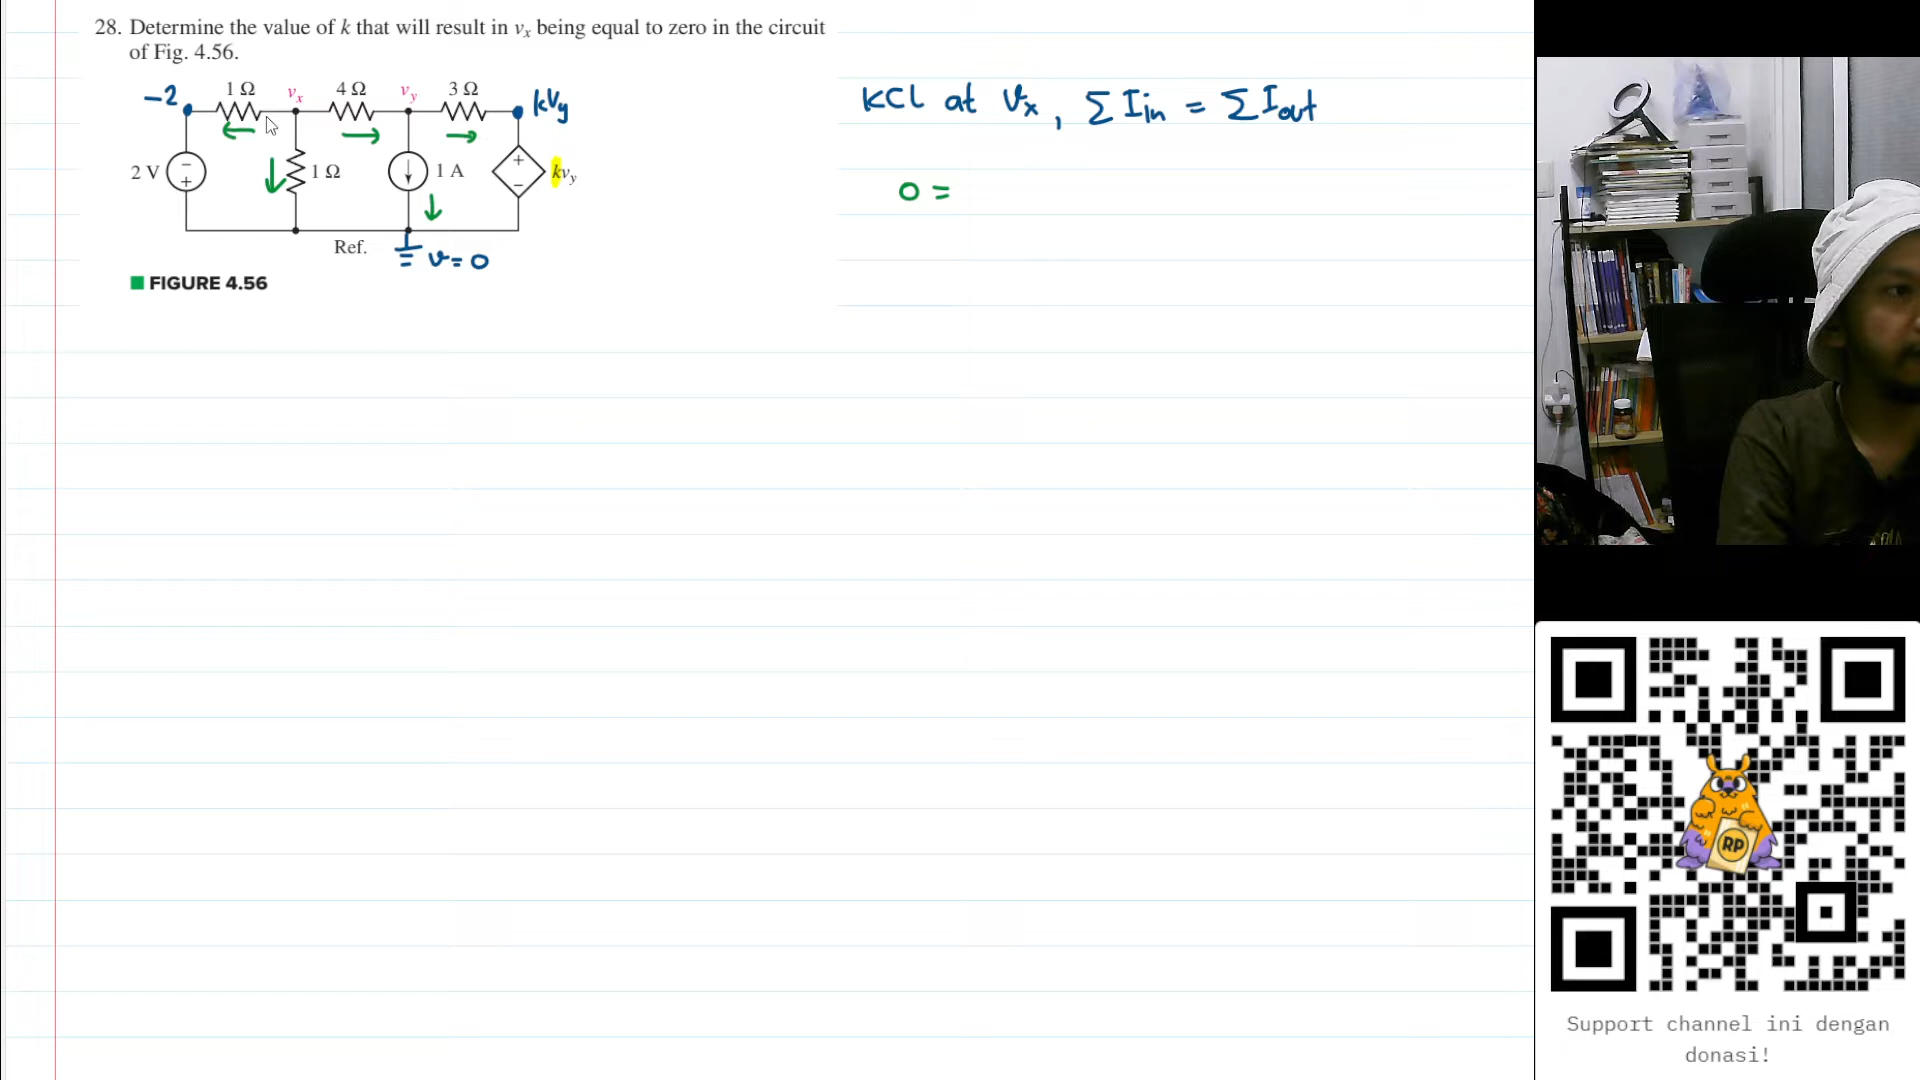 28. Determine the value of k that will result in vx being equal to zero in the circuit
of Fig. 4.56.
-2
1 Ω
vx
4 Ω
vy
3 Ω
kVy
2 V
1 Ω
1 A
kvy
Ref.
v=0
FIGURE 4.56
KCL at Vx, ΣIin = ΣIout
0 =
RP
Support channel ini dengan
donasi!